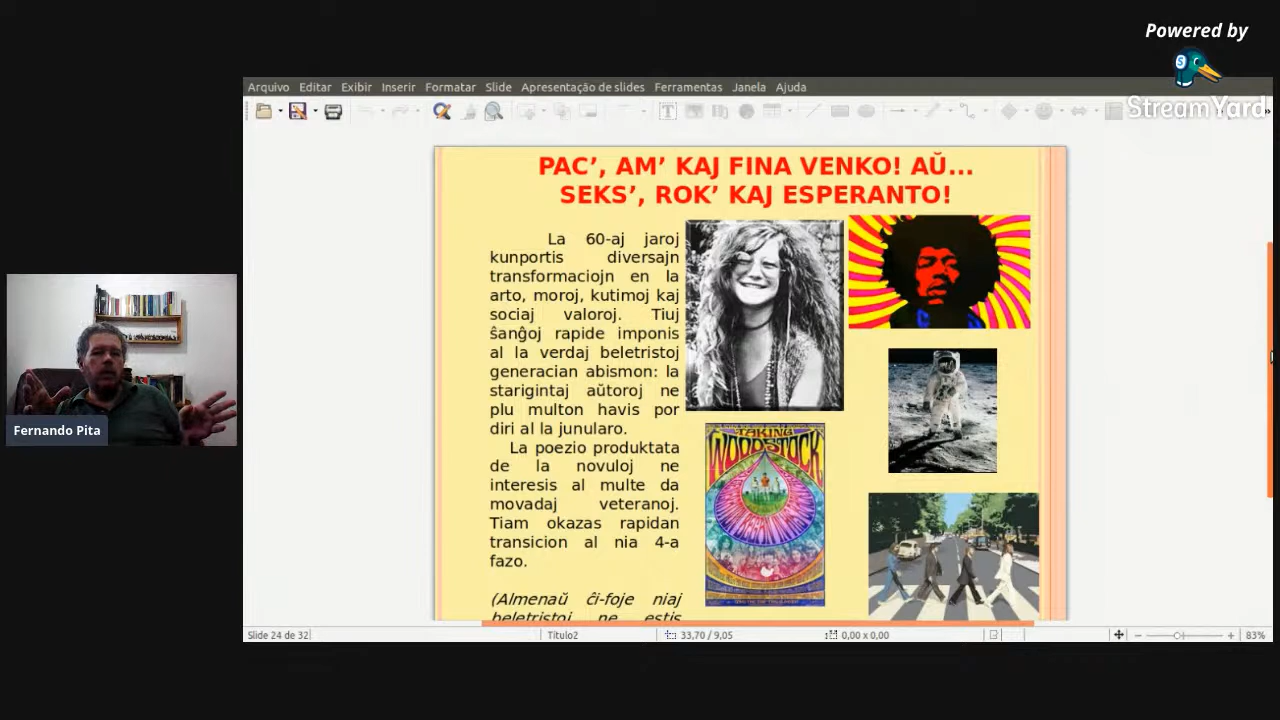 Powered by
StreamYard
Arquivo Editar Exibir Inserir Formatar Slide Apresentação de slides Ferramentas Janela Ajuda
PAC’, AM’ KAJ FINA VENKO! AŬ...
SEKS’, ROK’ KAJ ESPERANTO!
La 60-aj jaroj
kunportis diversajn
transformaciojn en la
arto, moroj, kutimoj kaj
sociaj valoroj. Tiuj
ŝanĝoj rapide imponis
al la verdaj beletristoj
generacian abismon: la
starigintaj aŭtoroj ne
plu multon havis por
diri al la junularo.
La poezio produktata
de la novuloj ne
interesis al multe da
movadaj veteranoj.
Tiam okazas rapidan
transicion al nia 4-a
fazo.
(Almenaŭ ĉi-foje niaj
beletristoj ne estis
TAKING
WOODSTOCK
Fernando Pita
Slide 24 de 32
Título2
33,70 / 9,05
0,00 x 0,00
83%